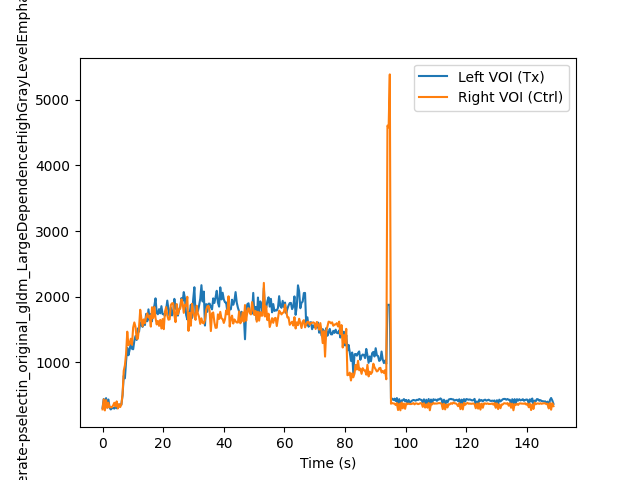 erate-pselectin_original_gldm_LargeDependenceHighGrayLevelEmpha
5000
4000
3000
2000
1000
Left VOI (Tx)
Right VOI (Ctrl)
0 20 40 60 80 100 120 140
Time (s)